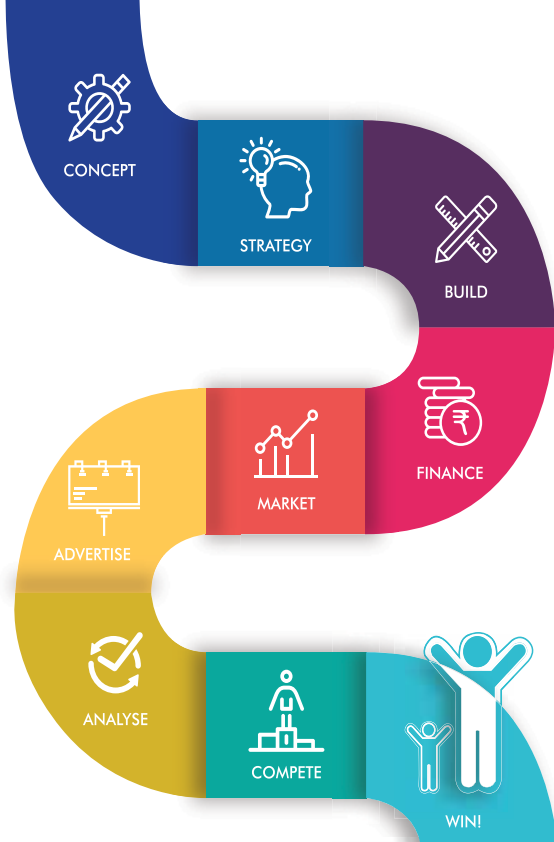 CONCEPT
STRATEGY
BUILD
FINANCE
₹
MARKET
ADVERTISE
ANALYSE
COMPETE
WIN!